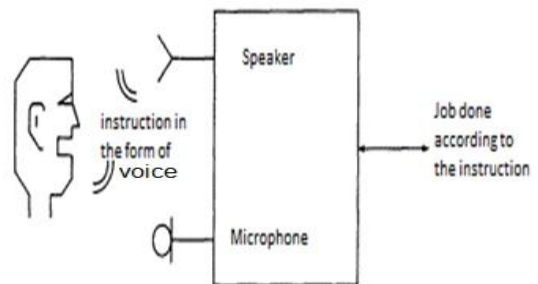 Speaker
instruction in
the form of
voice
Microphone
Job done
according to
the instruction